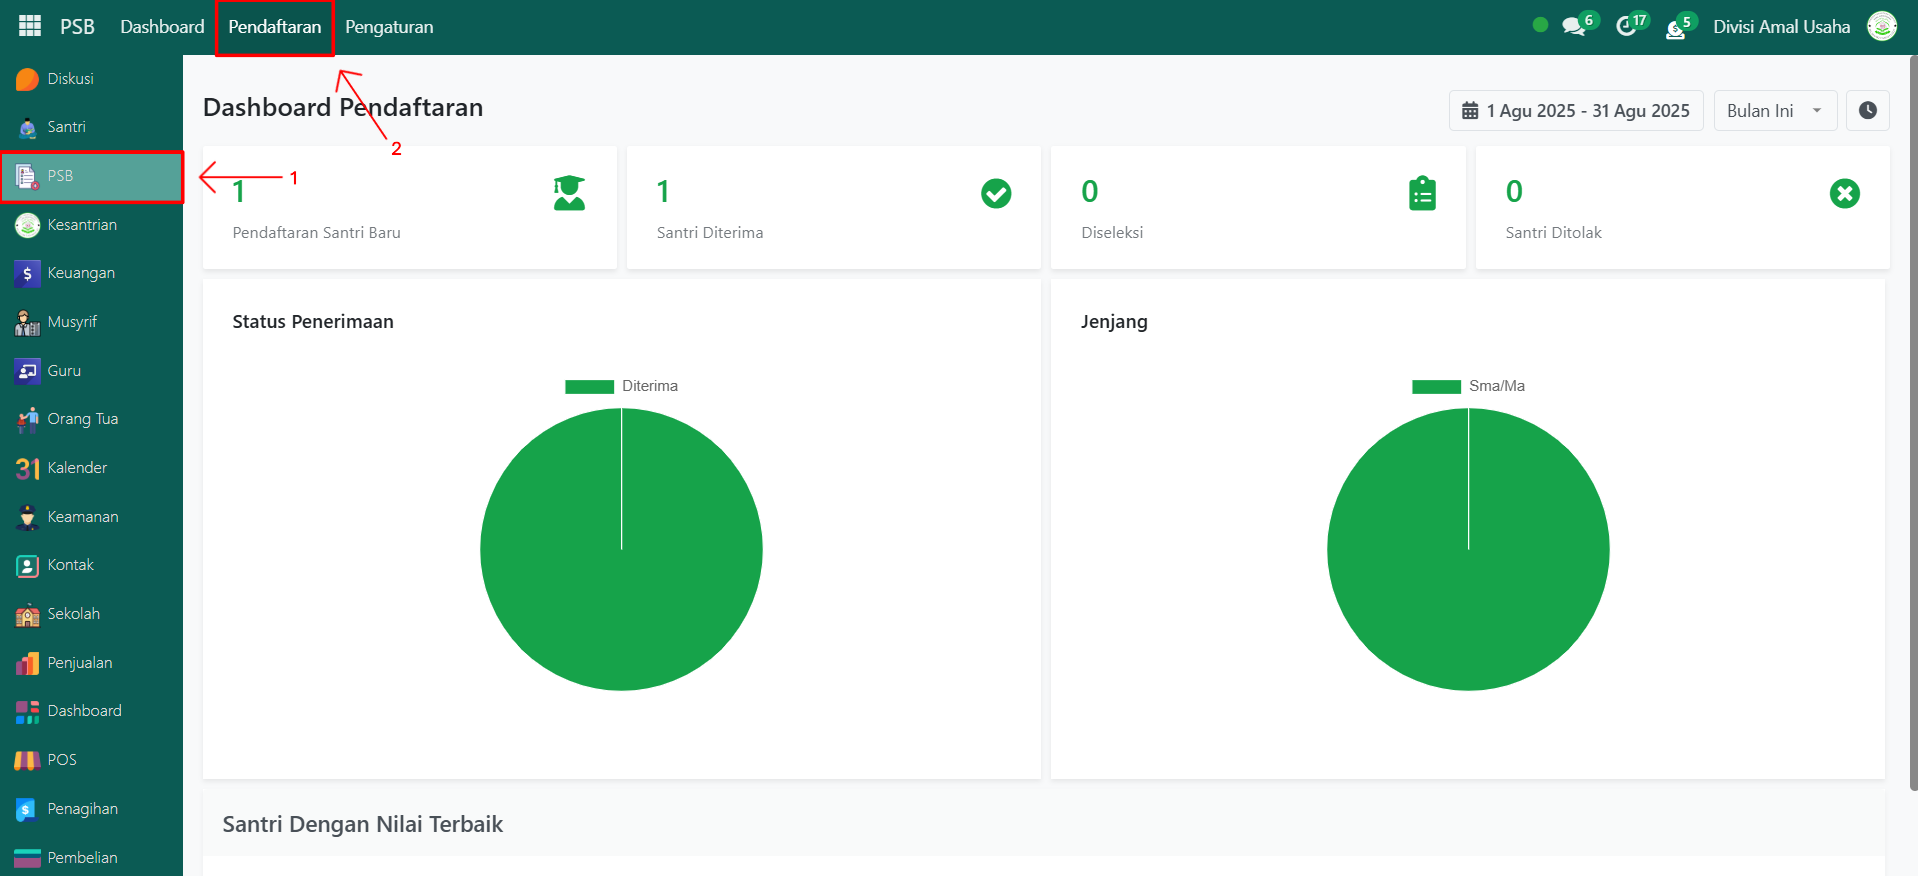 PSB Dashboard Pendaftaran Pengaturan 6 17 5 Divisi Amal Usaha
Diskusi
Santri
PSB
Kesantrian
Keuangan
Musyrif
Guru
Orang Tua
31 Kalender
Keamanan
Kontak
Sekolah
Penjualan
Dashboard
POS
Penagihan
Pembelian
1
2
Dashboard Pendaftaran
1 Agu 2025 - 31 Agu 2025 Bulan Ini
1
Pendaftaran Santri Baru
1
Santri Diterima
0
Diseleksi
0
Santri Ditolak
Status Penerimaan
Diterima
Jenjang
Sma/Ma
Santri Dengan Nilai Terbaik